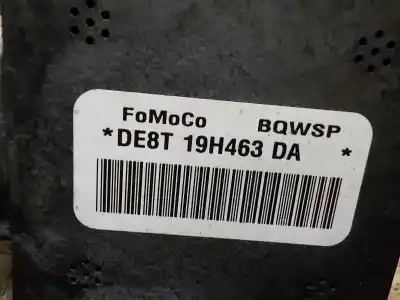 FoMoCo BQWSP
*DE8T 19H463 DA *